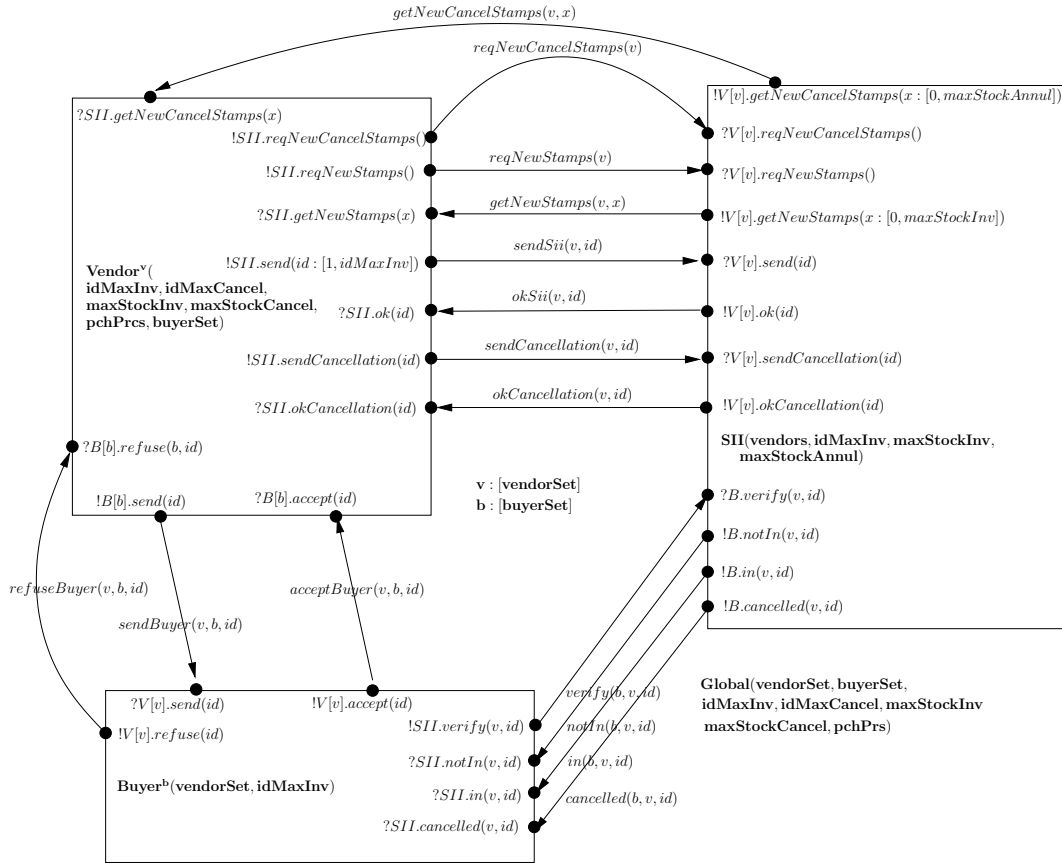 getNewCancelStamps(v, x)
reqNewCancelStamps(v)
?SII.getNewCancelStamps(x)
!SII.reqNewCancelStamps()
!SII.reqNewStamps()
?SII.getNewStamps(x)
!SII.send(id : [1, idMaxInv])
?SII.ok(id)
!SII.sendCancellation(id)
?SII.okCancellation(id)
Vendor^v(
idMaxInv, idMaxCancel,
maxStockInv, maxStockCancel,
pchPrcs, buyerSet)
?B[b].refuse(b, id)
!B[b].send(id)
?B[b].accept(id)
reqNewStamps(v)
getNewStamps(v, x)
sendSii(v, id)
okSii(v, id)
sendCancellation(v, id)
okCancellation(v, id)
!V[v].getNewCancelStamps(x : [0, maxStockAnnul])
?V[v].reqNewCancelStamps()
?V[v].reqNewStamps()
!V[v].getNewStamps(x : [0, maxStockInv])
?V[v].send(id)
!V[v].ok(id)
?V[v].sendCancellation(id)
!V[v].okCancellation(id)
SII(vendors, idMaxInv, maxStockInv,
maxStockAnnul)
?B.verify(v, id)
!B.notIn(v, id)
!B.in(v, id)
!B.cancelled(v, id)
v : [vendorSet]
b : [buyerSet]
refuseBuyer(v, b, id)
acceptBuyer(v, b, id)
sendBuyer(v, b, id)
?V[v].send(id)
!V[v].accept(id)
!V[v].refuse(id)
!SII.verify(v, id)
?SII.notIn(v, id)
?SII.in(v, id)
?SII.cancelled(v, id)
Buyer^b(vendorSet, idMaxInv)
verify(b, v, id)
notIn(b, v, id)
in(b, v, id)
cancelled(b, v, id)
Global(vendorSet, buyerSet,
idMaxInv, idMaxCancel, maxStockInv
maxStockCancel, pchPrs)